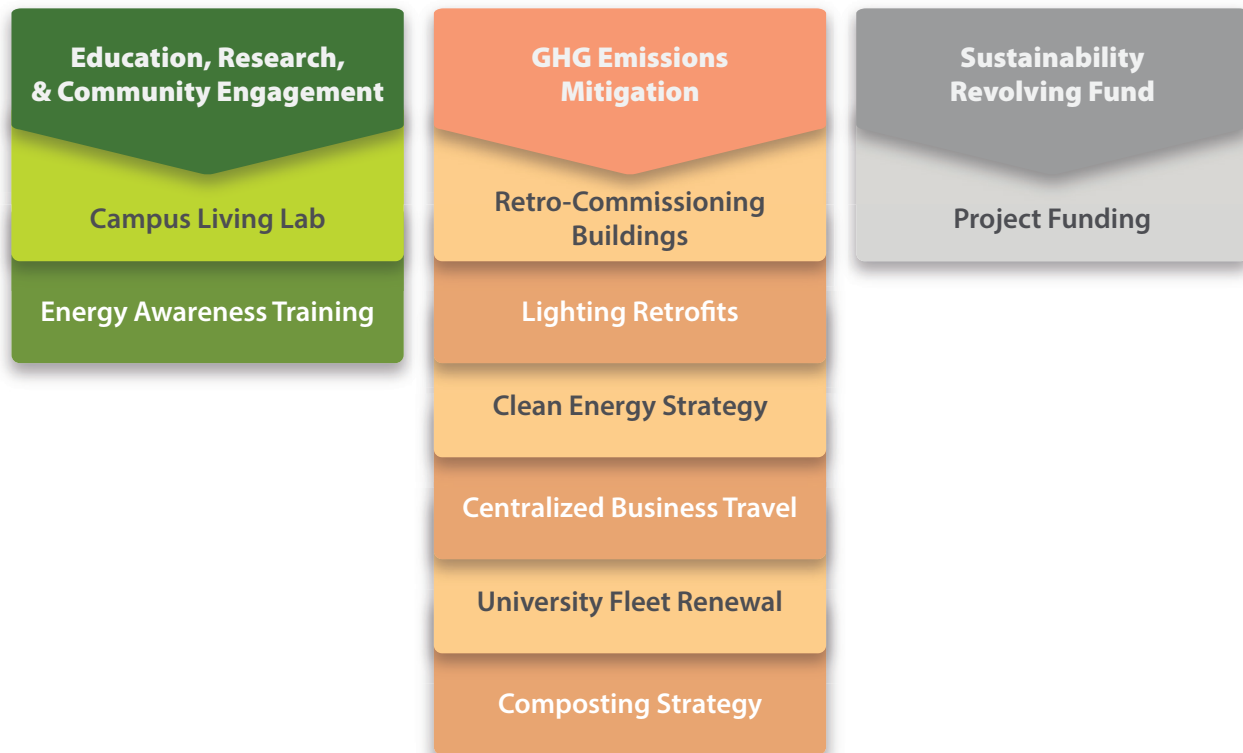 Education, Research,
& Community Engagement
Campus Living Lab
Energy Awareness Training
GHG Emissions
Mitigation
Retro-Commissioning
Buildings
Lighting Retrofits
Clean Energy Strategy
Centralized Business Travel
University Fleet Renewal
Composting Strategy
Sustainability
Revolving Fund
Project Funding